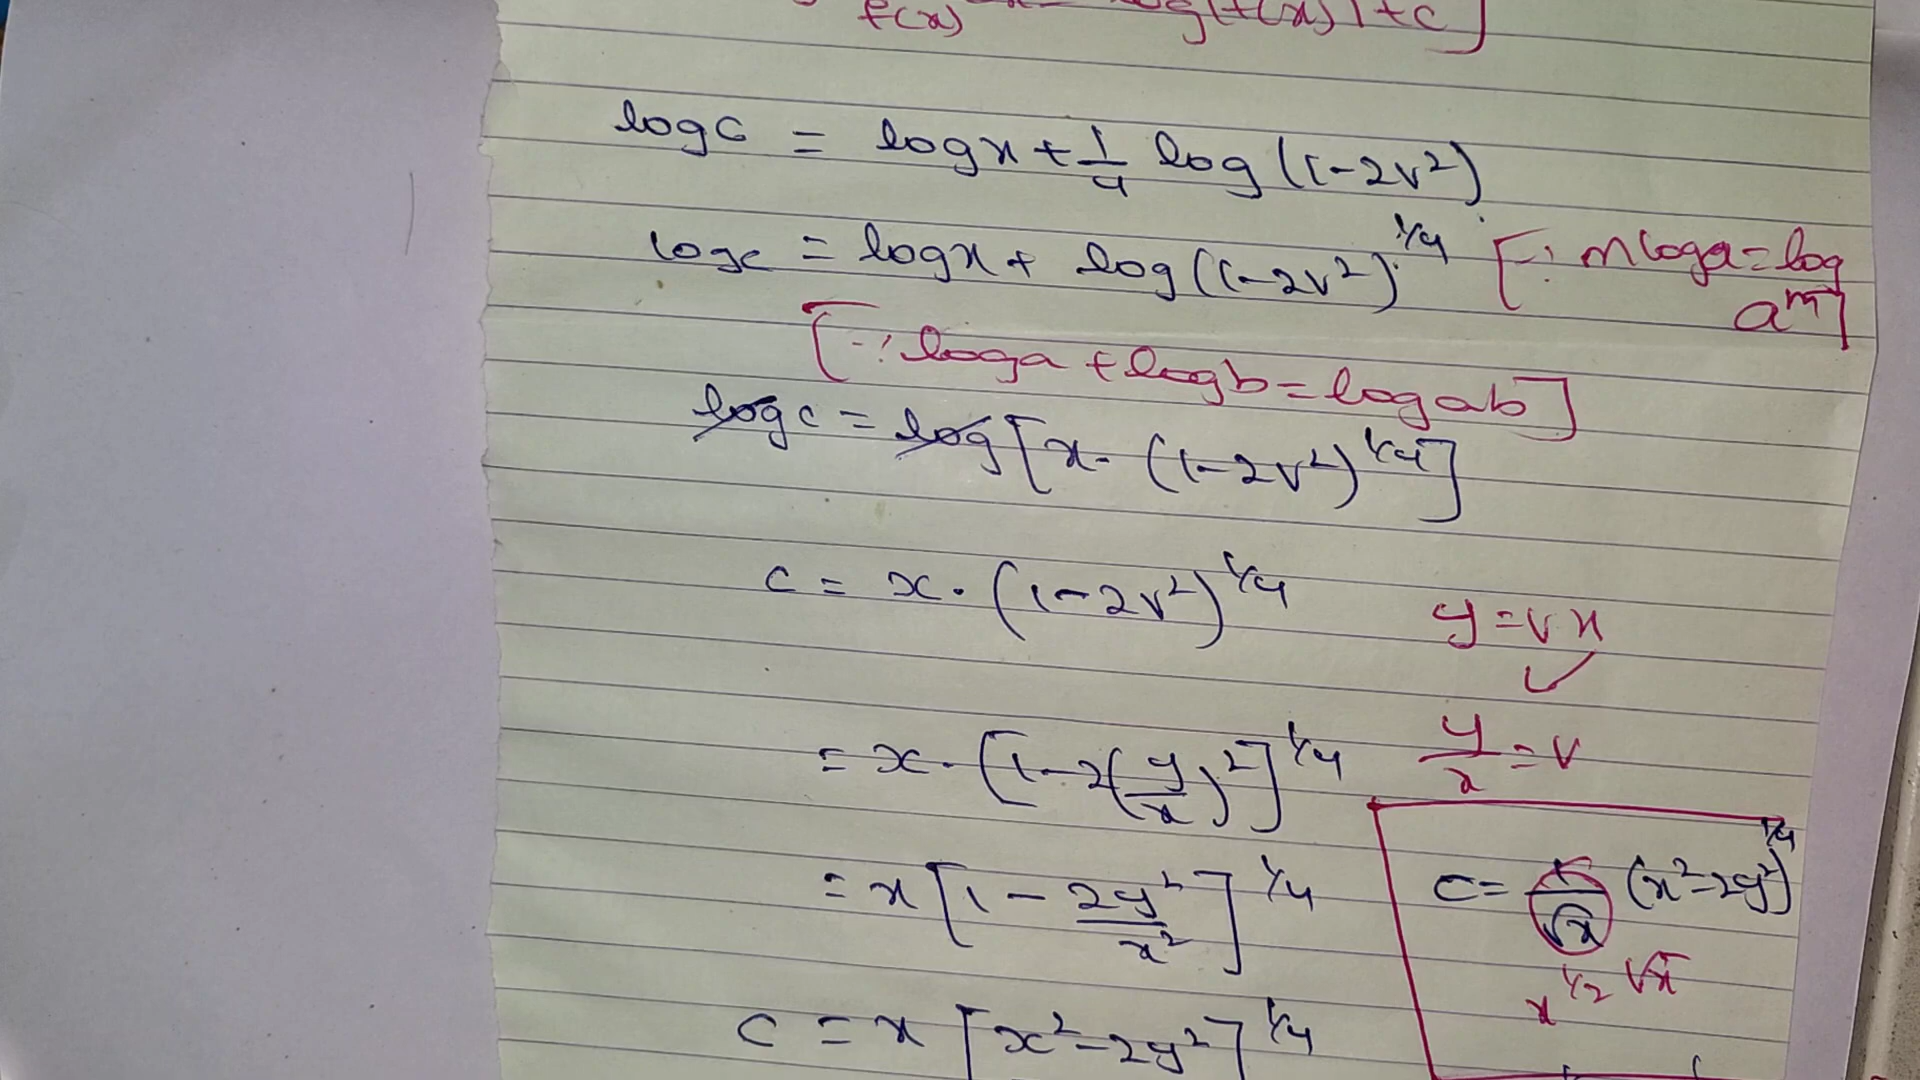 f(x) log(f(x)) + c]
log c = log x + 1/4 log (1 - 2v²)
log c = log x + log (1 - 2v²)^1/4 [∵ m log a = log a^m]
[∵ log a + log b = log ab]
log c = log [x · (1 - 2v²)^1/4]
c = x · (1 - 2v²)^1/4
y = vx
= x · [1 - 2(y/x)²]^1/4
y/x = v
= x [1 - 2y²/x²]^1/4
c = x/√x (x² - 2y²)^1/4
x^1/2 √x
c = x [x² - 2y²]^1/4